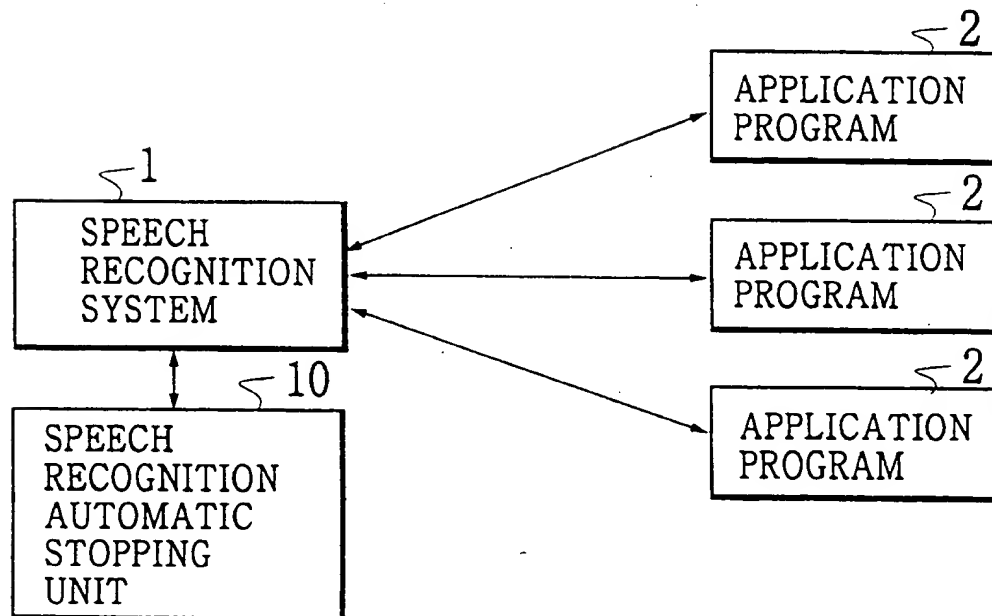 1
SPEECH
RECOGNITION
SYSTEM
10
SPEECH
RECOGNITION
AUTOMATIC
STOPPING
UNIT
2
APPLICATION
PROGRAM
2
APPLICATION
PROGRAM
2
APPLICATION
PROGRAM